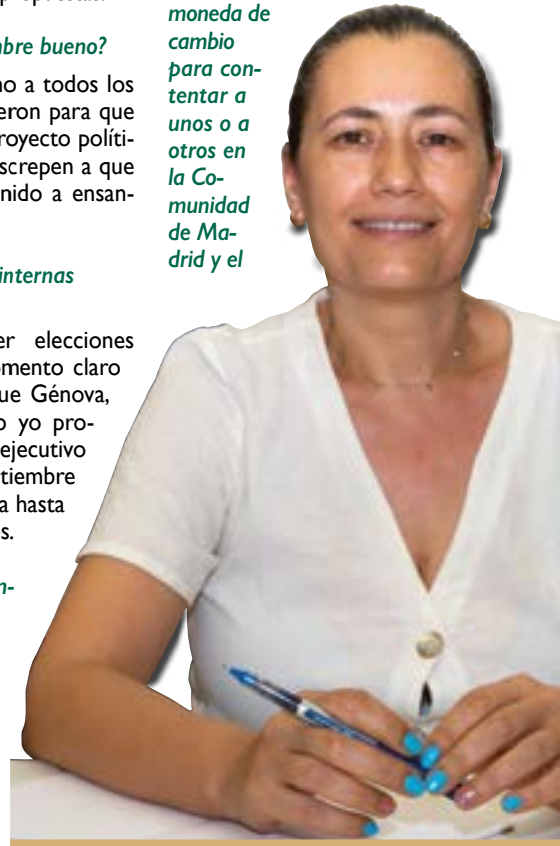 mbre bueno?
no a todos los
eron para que
royecto políti-
screpen a que
nido a ensan-
internas
er elecciones
omento claro
ue Génova,
o yo pro-
ejecutivo
tiembre
a hasta
s.
n-
moneda de
cambio
para con-
tentar a
unos o a
otros en
la Co-
munidad
de Ma-
drid y el